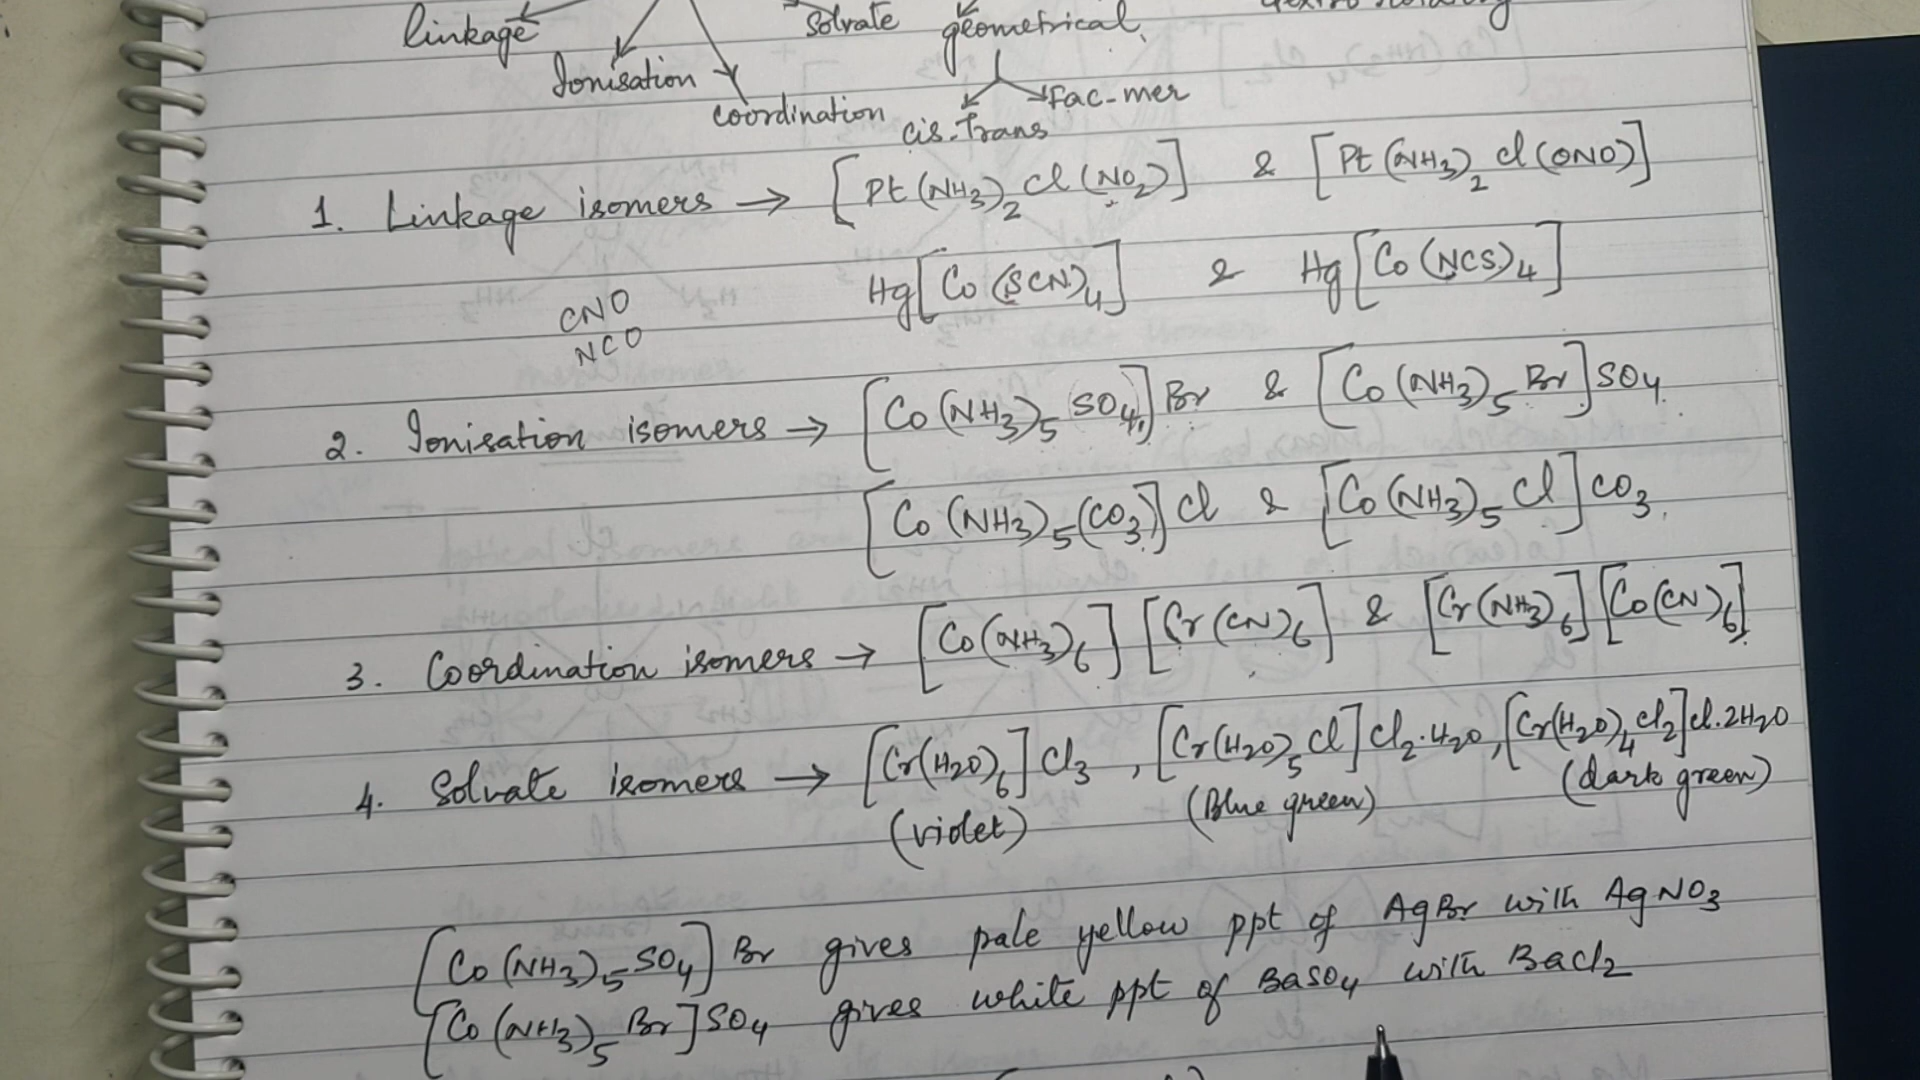 linkage solvate geometrical
Ionisation
coordination cis-Trans fac-mer
1. Linkage isomers → [Pt(NH3)2Cl(NO2)] & [Pt(NH3)2Cl(ONO)]
Hg[Co(SCN)4] & Hg[Co(NCS)4]
CNO
NCO
2. Ionisation isomers → [Co(NH3)5SO4]Br & [Co(NH3)5Br]SO4
[Co(NH3)5(CO3)]Cl & [Co(NH3)5Cl]CO3
3. Coordination isomers → [Co(NH3)6][Cr(CN)6] & [Cr(NH3)6][Co(CN)6]
4. Solvate isomers → [Cr(H2O)6]Cl3, [Cr(H2O)5Cl]Cl2·H2O, [Cr(H2O)4Cl2]Cl·2H2O
(violet) (Blue green) (dark green)
[Co(NH3)5SO4]Br gives pale yellow ppt of AgBr with AgNO3
[Co(NH3)5Br]SO4 gives white ppt of BaSO4 with BaCl2